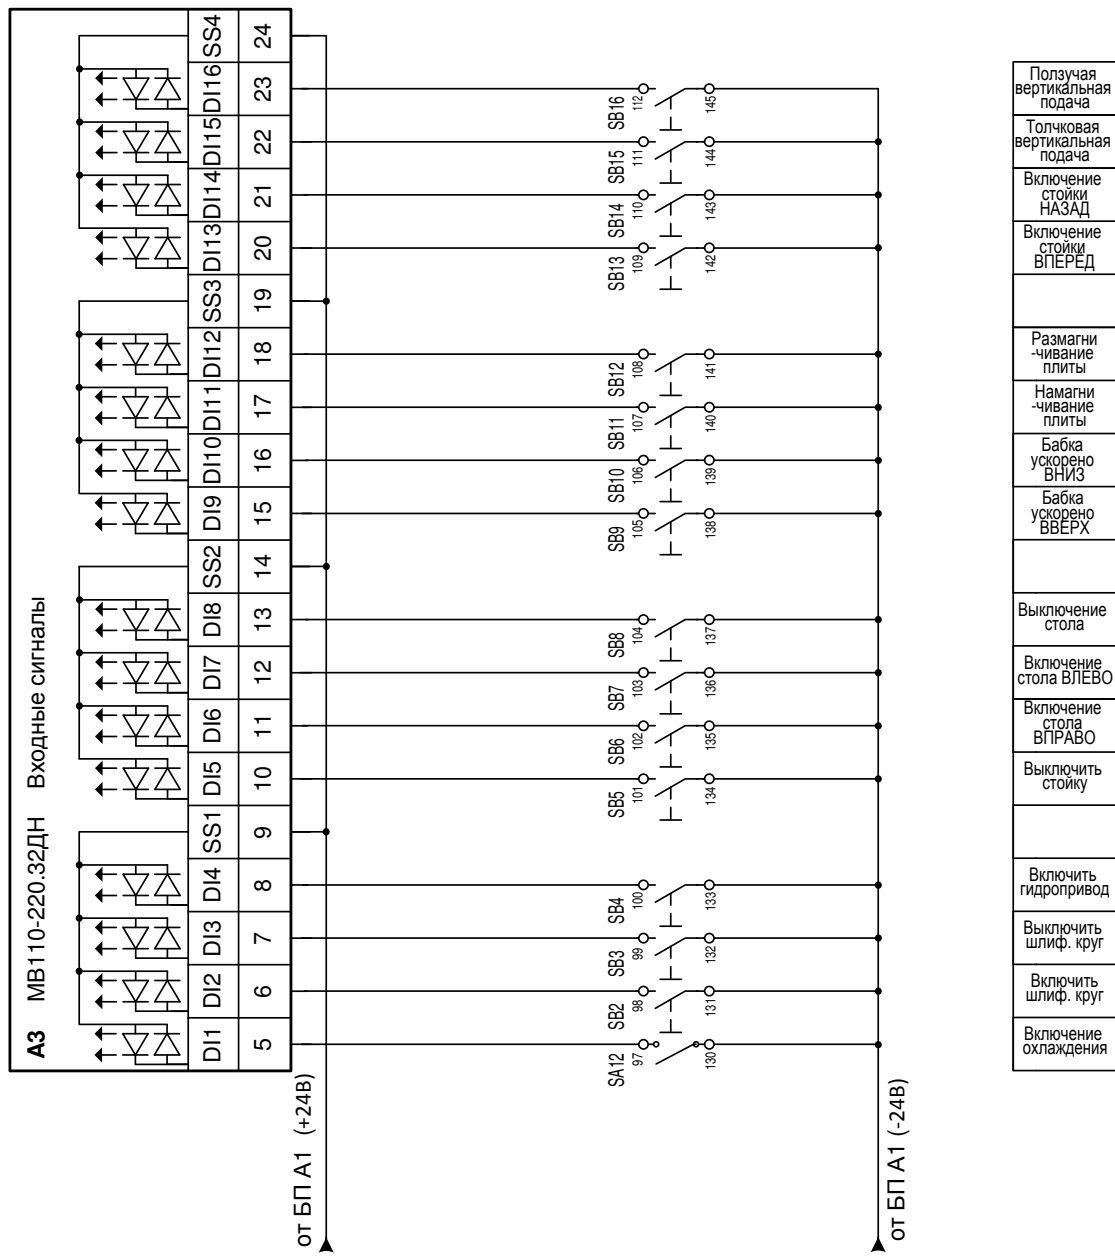 А3 МВ110-220.32ДН Входные сигналы
SS4 24
DI16 23 SB16 112 145
Ползучая
вертикальная
подача
DI15 22 SB15 111 144
Толчковая
вертикальная
подача
DI14 21 SB14 110 143
Включение
стойки
НАЗАД
DI13 20 SB13 109 142
Включение
стойки
ВПЕРЁД
SS3 19
DI12 18 SB12 108 141
Размагни
-чивание
плиты
DI11 17 SB11 107 140
Намагни
-чивание
плиты
DI10 16 SB10 106 139
Бабка
ускорено
ВНИЗ
DI9 15 SB9 105 138
Бабка
ускорено
ВВЕРХ
SS2 14
DI8 13 SB8 104 137
Выключение
стола
DI7 12 SB7 103 136
Включение
стола ВЛЕВО
DI6 11 SB6 102 135
Включение
стола
ВПРАВО
DI5 10 SB5 101 134
Выключить
стойку
SS1 9
DI4 8 SB4 100 133
Включить
гидропривод
DI3 7 SB3 99 132
Выключить
шлиф. круг
DI2 6 SB2 98 131
Включить
шлиф. круг
DI1 5 SA12 97 130
Включение
охлаждения
от БП А1 (+24В)
от БП А1 (-24В)